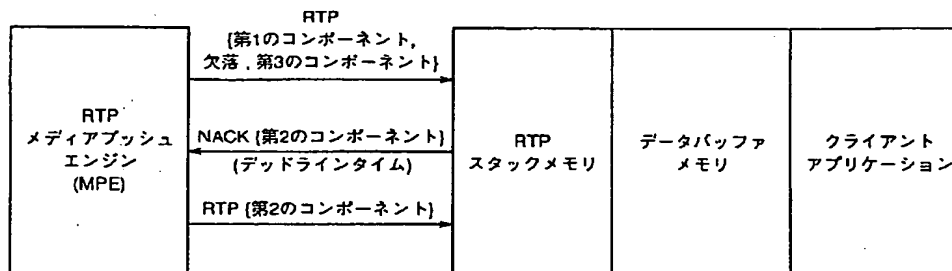 RTP
{第1のコンポーネント,
欠落 , 第3のコンポーネント}
RTP
メディアプッシュ
エンジン
(MPE)
NACK {第2のコンポーネント}
(デッドラインタイム)
RTP {第2のコンポーネント}
RTP
スタックメモリ
データバッファ
メモリ
クライアント
アプリケーション